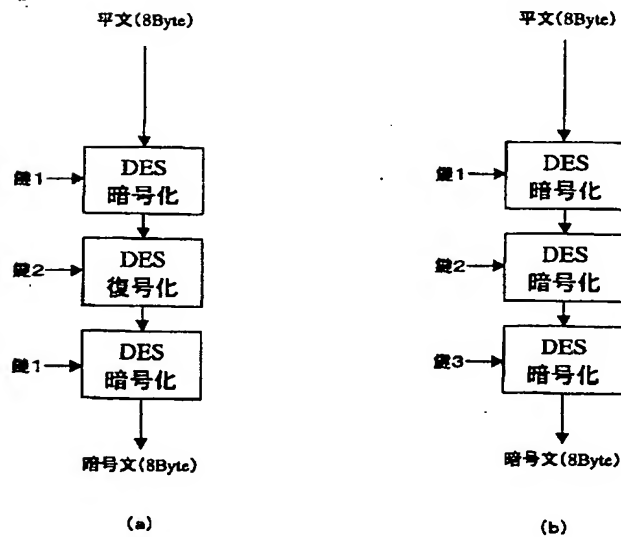 平文(8Byte)
鍵1
DES
暗号化
鍵2
DES
復号化
鍵1
DES
暗号化
暗号文(8Byte)
(a)
平文(8Byte)
鍵1
DES
暗号化
鍵2
DES
暗号化
鍵3
DES
暗号化
暗号文(8Byte)
(b)